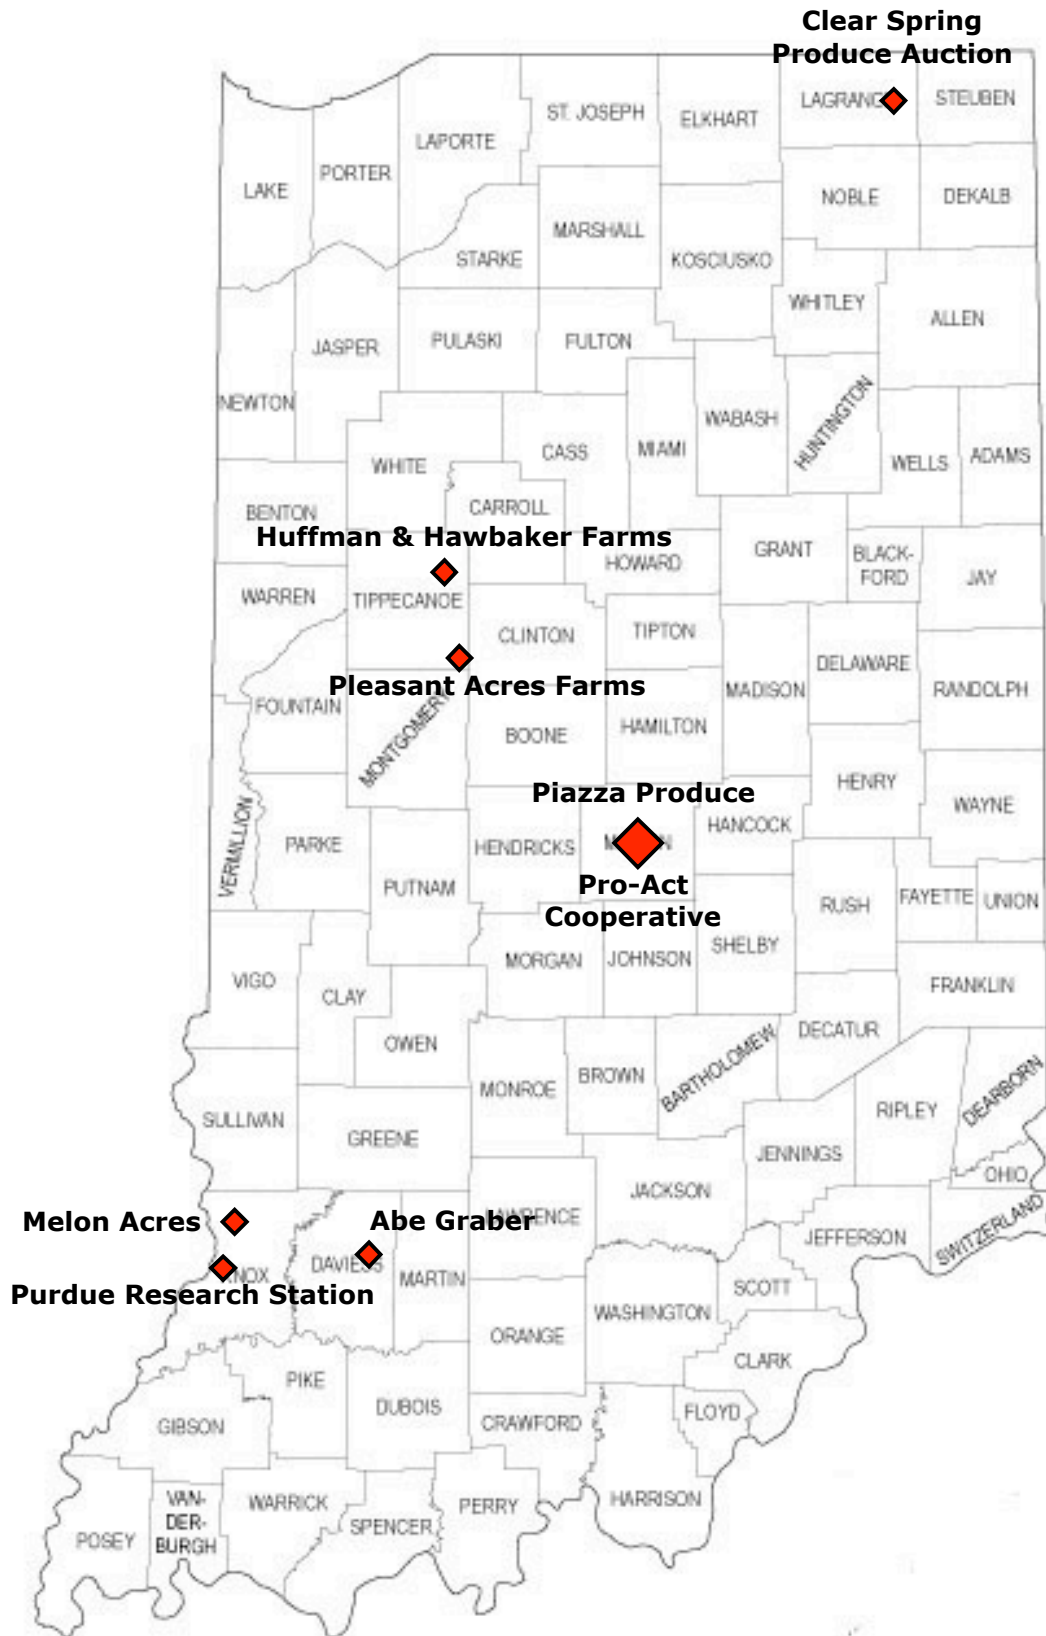 Clear Spring
Produce Auction
LAGRANGE
STEUBEN
ST. JOSEPH
ELKHART
LAPORTE
PORTER
LAKE
NOBLE
DEKALB
MARSHALL
STARKE
KOSCIUSKO
WHITLEY
ALLEN
JASPER
PULASKI
FULTON
NEWTON
WABASH
HUNTINGTON
CASS
MIAMI
WHITE
WELLS
ADAMS
BENTON
CARROLL
Huffman & Hawbaker Farms
HOWARD
GRANT
BLACK-
FORD
JAY
WARREN
TIPPECANOE
CLINTON
TIPTON
DELAWARE
Pleasant Acres Farms
MADISON
RANDOLPH
FOUNTAIN
MONTGOMERY
BOONE
HAMILTON
HENRY
Piazza Produce
WAYNE
VERMILLION
PARKE
HENDRICKS
HANCOCK
PUTNAM
Pro-Act
Cooperative
RUSH
FAYETTE
UNION
SHELBY
MORGAN
JOHNSON
VIGO
CLAY
FRANKLIN
OWEN
DECATUR
MONROE
BROWN
BARTHOLOMEW
DEARBORN
SULLIVAN
GREENE
RIPLEY
JENNINGS
OHIO
JACKSON
Melon Acres
Abe Graber
LAWRENCE
JEFFERSON
SWITZERLAND
DAVIESS
MARTIN
KNOX
Purdue Research Station
SCOTT
WASHINGTON
ORANGE
CLARK
PIKE
DUBOIS
FLOYD
CRAWFORD
GIBSON
HARRISON
WARRICK
PERRY
VAN-
DER-
BURGH
SPENCER
POSEY